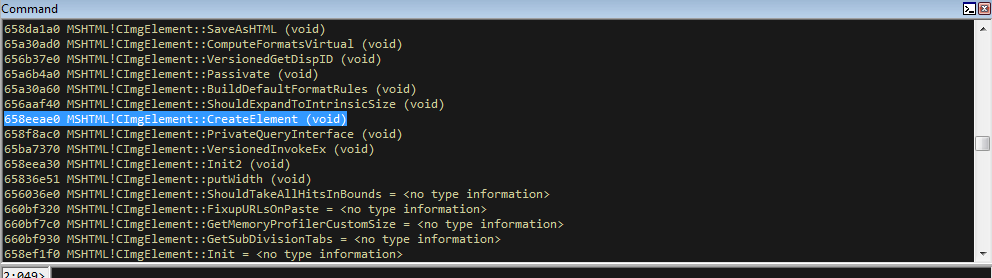 Command
658da1a0 MSHTML!CImgElement::SaveAsHTML (void)
65a30ad0 MSHTML!CImgElement::ComputeFormatsVirtual (void)
656b37e0 MSHTML!CImgElement::VersionedGetDispID (void)
65a6b4a0 MSHTML!CImgElement::Passivate (void)
65a30a60 MSHTML!CImgElement::BuildDefaultFormatRules (void)
656aaf40 MSHTML!CImgElement::ShouldExpandToIntrinsicSize (void)
658eeae0 MSHTML!CImgElement::CreateElement (void)
658f8ac0 MSHTML!CImgElement::PrivateQueryInterface (void)
65ba7370 MSHTML!CImgElement::VersionedInvokeEx (void)
658eea30 MSHTML!CImgElement::Init2 (void)
65836e51 MSHTML!CImgElement::putWidth (void)
656036e0 MSHTML!CImgElement::ShouldTakeAllHitsInBounds = <no type information>
660bf320 MSHTML!CImgElement::FixupURLsOnPaste = <no type information>
660bf7c0 MSHTML!CImgElement::GetMemoryProfilerCustomSize = <no type information>
660bf930 MSHTML!CImgElement::GetSubDivisionTabs = <no type information>
658ef1f0 MSHTML!CImgElement::Init = <no type information>
2:049>